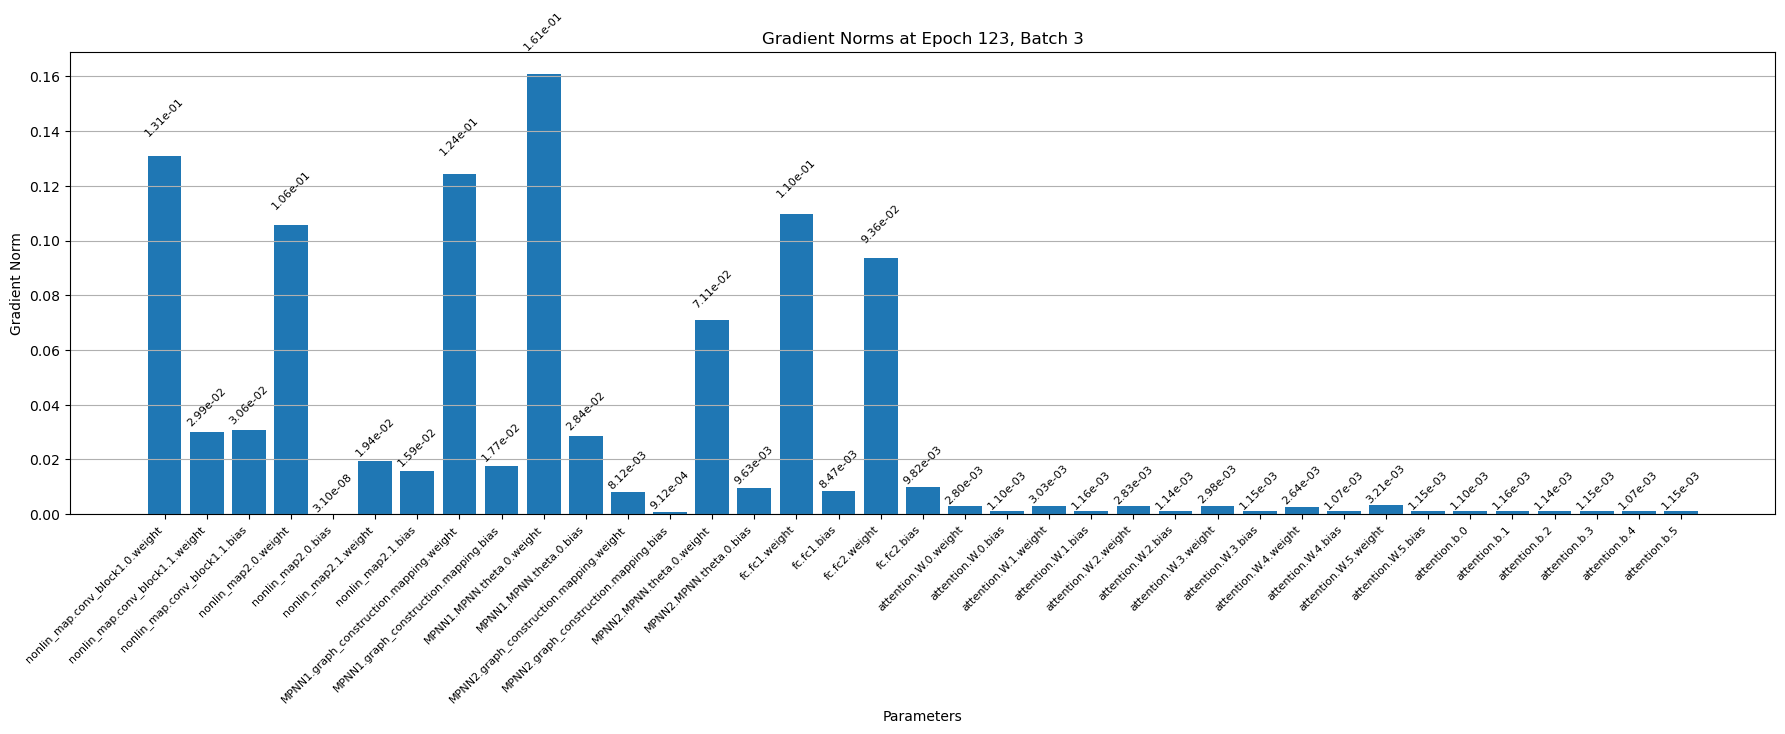 Gradient Norms at Epoch 123, Batch 3
Gradient Norm
0.16
0.14
0.12
0.10
0.08
0.06
0.04
0.02
0.00
1.31e-01
2.99e-02
3.06e-02
1.06e-01
3.10e-08
1.94e-02
1.59e-02
1.24e-01
1.77e-02
1.61e-01
2.84e-02
8.12e-03
9.12e-04
7.11e-02
9.63e-03
1.10e-01
8.47e-03
9.36e-02
9.82e-03
2.80e-03
1.10e-03
3.03e-03
1.16e-03
2.83e-03
1.14e-03
2.98e-03
1.15e-03
2.64e-03
1.07e-03
3.21e-03
1.15e-03
1.10e-03
1.16e-03
1.14e-03
1.15e-03
1.07e-03
1.15e-03
nonlin_map.conv_block1.0.weight
nonlin_map.conv_block1.1.weight
nonlin_map.conv_block1.1.bias
nonlin_map2.0.weight
nonlin_map2.0.bias
nonlin_map2.1.weight
nonlin_map2.1.bias
MPNN1.graph_construction.mapping.weight
MPNN1.graph_construction.mapping.bias
MPNN1.MPNN.theta.0.weight
MPNN1.MPNN.theta.0.bias
MPNN2.graph_construction.mapping.weight
MPNN2.graph_construction.mapping.bias
MPNN2.MPNN.theta.0.weight
MPNN2.MPNN.theta.0.bias
fc.fc1.weight
fc.fc1.bias
fc.fc2.weight
fc.fc2.bias
attention.W.0.weight
attention.W.0.bias
attention.W.1.weight
attention.W.1.bias
attention.W.2.weight
attention.W.2.bias
attention.W.3.weight
attention.W.3.bias
attention.W.4.weight
attention.W.4.bias
attention.W.5.weight
attention.W.5.bias
attention.b.0
attention.b.1
attention.b.2
attention.b.3
attention.b.4
attention.b.5
Parameters